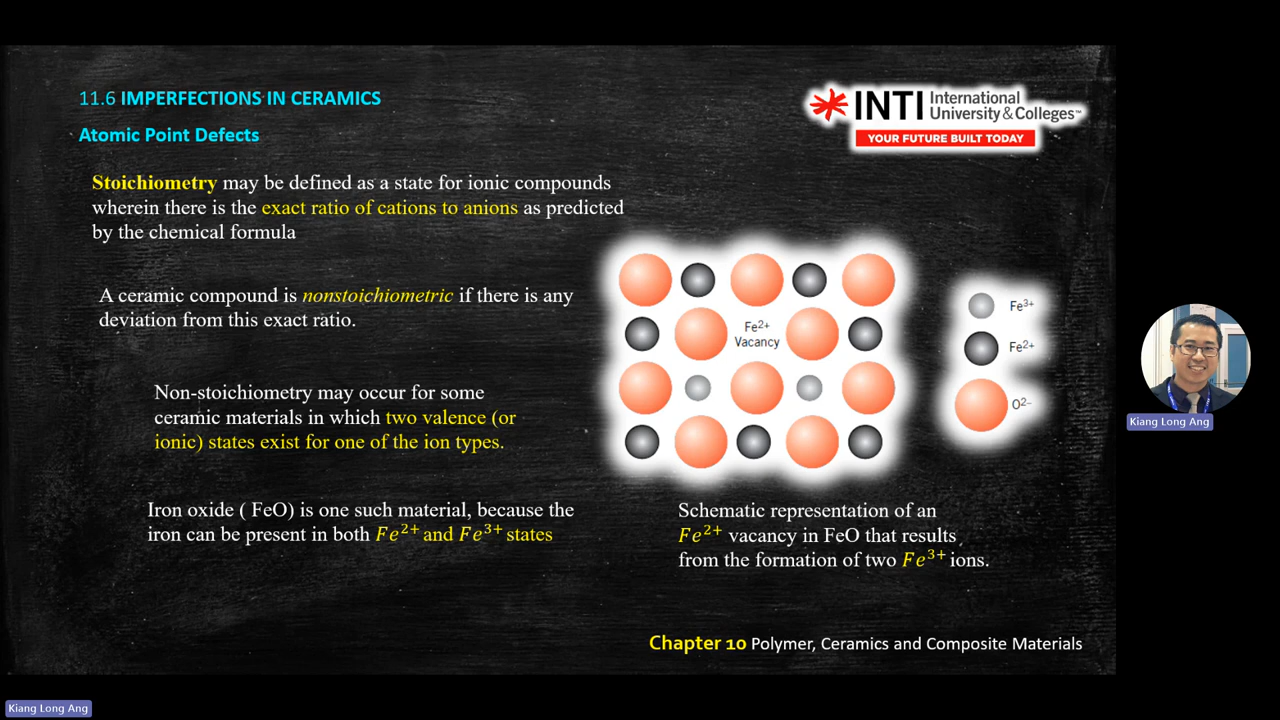 11.6 IMPERFECTIONS IN CERAMICS
Atomic Point Defects
INTI International
University & Colleges™
YOUR FUTURE BUILT TODAY
Stoichiometry may be defined as a state for ionic compounds
wherein there is the exact ratio of cations to anions as predicted
by the chemical formula
A ceramic compound is nonstoichiometric if there is any
deviation from this exact ratio.
Non-stoichiometry may occur for some
ceramic materials in which two valence (or
ionic) states exist for one of the ion types.
Iron oxide ( FeO) is one such material, because the
iron can be present in both Fe²⁺ and Fe³⁺ states
Fe²⁺
Vacancy
Fe³⁺
Fe²⁺
O²⁻
Schematic representation of an
Fe²⁺ vacancy in FeO that results
from the formation of two Fe³⁺ ions.
Chapter 10 Polymer, Ceramics and Composite Materials
Kiang Long Ang
Kiang Long Ang